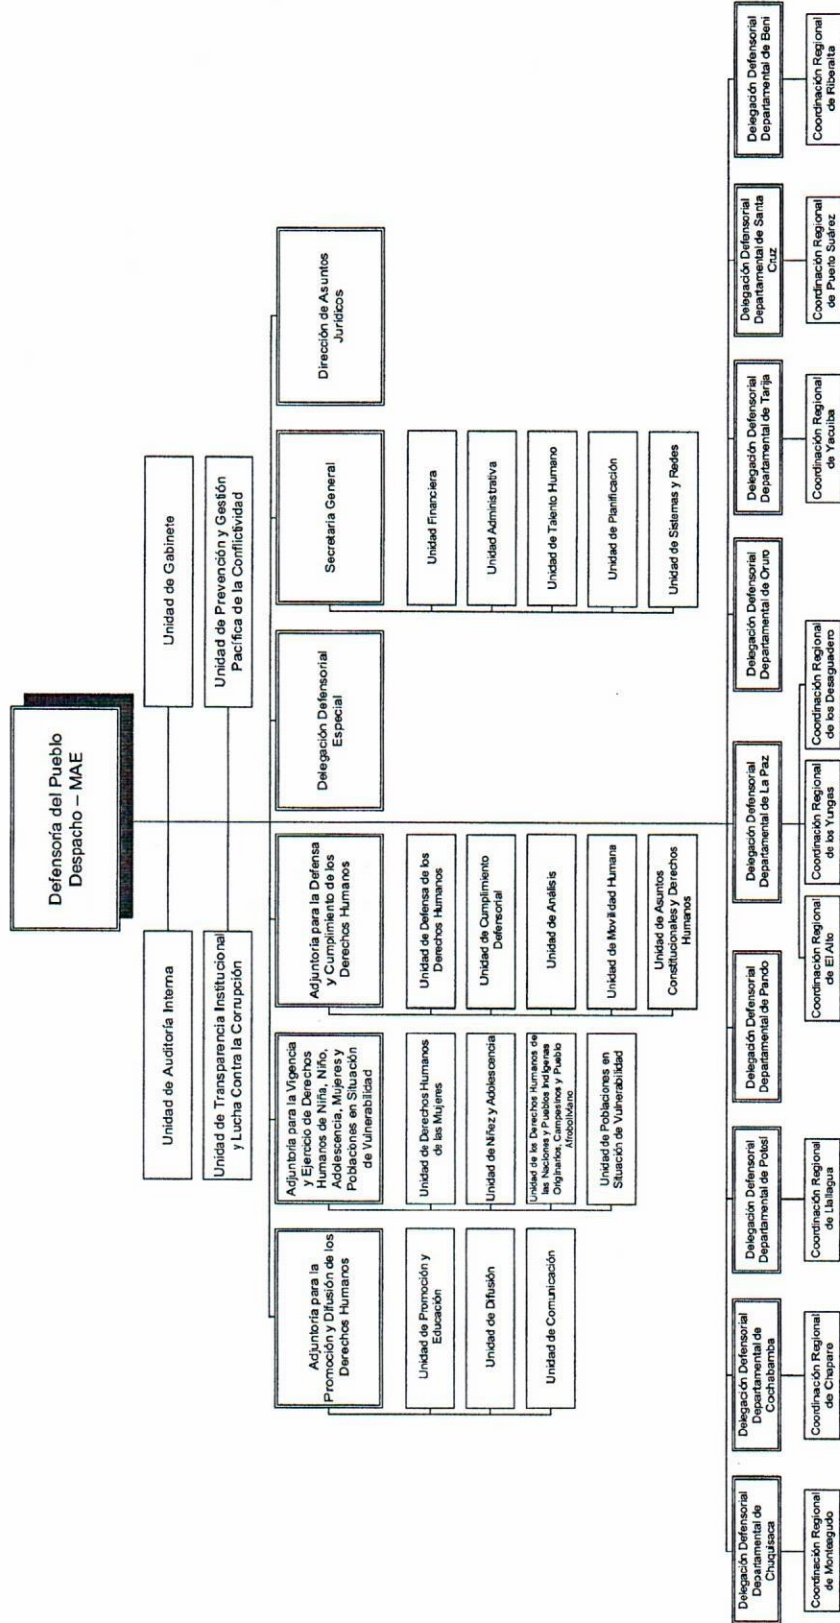 Defensoría del Pueblo
Despacho – MAE
Unidad de Auditoría Interna
Unidad de Gabinete
Unidad de Transparencia Institucional
y Lucha Contra la Corrupción
Unidad de Prevención y Gestión
Pacífica de la Conflictividad
Adjuntoría para la
Promoción y Difusión de los
Derechos Humanos
Adjuntoría para la Vigencia
y Ejercicio de Derechos
Humanos de Niña, Niño,
Adolescencia, Mujeres y
Poblaciones en Situación
de Vulnerabilidad
Adjuntoría para la Defensa
y Cumplimiento de los
Derechos Humanos
Delegación Defensorial
Especial
Secretaría General
Dirección de Asuntos
Jurídicos
Unidad de Promoción y
Educación
Unidad de Difusión
Unidad de Comunicación
Unidad de Derechos Humanos
de las Mujeres
Unidad de Niñez y Adolescencia
Unidad de los Derechos Humanos de
las Naciones y Pueblos Indígenas
Originarios, Campesinos y Pueblo
Afroboliviano
Unidad de Poblaciones en
Situación de Vulnerabilidad
Unidad de Defensa de los
Derechos Humanos
Unidad de Cumplimiento
Defensorial
Unidad de Análisis
Unidad de Movilidad Humana
Unidad de Asuntos
Constitucionales y Derechos
Humanos
Unidad Financiera
Unidad Administrativa
Unidad de Talento Humano
Unidad de Planificación
Unidad de Sistemas y Redes
Delegación Defensorial
Departamental de
Chuquisaca
Delegación Defensorial
Departamental de
Cochabamba
Delegación Defensorial
Departamental de Potosí
Delegación Defensorial
Departamental de Pando
Delegación Defensorial
Departamental de La Paz
Delegación Defensorial
Departamental de Oruro
Delegación Defensorial
Departamental de Tarija
Delegación Defensorial
Departamental de Santa
Cruz
Delegación Defensorial
Departamental de Beni
Coordinación Regional
de Monteagudo
Coordinación Regional
de Chapare
Coordinación Regional
de Llallagua
Coordinación Regional
de El Alto
Coordinación Regional
de los Yungas
Coordinación Regional
de los Desaguadero
Coordinación Regional
de Yacuiba
Coordinación Regional
de Puerto Suárez
Coordinación Regional
de Riberalta